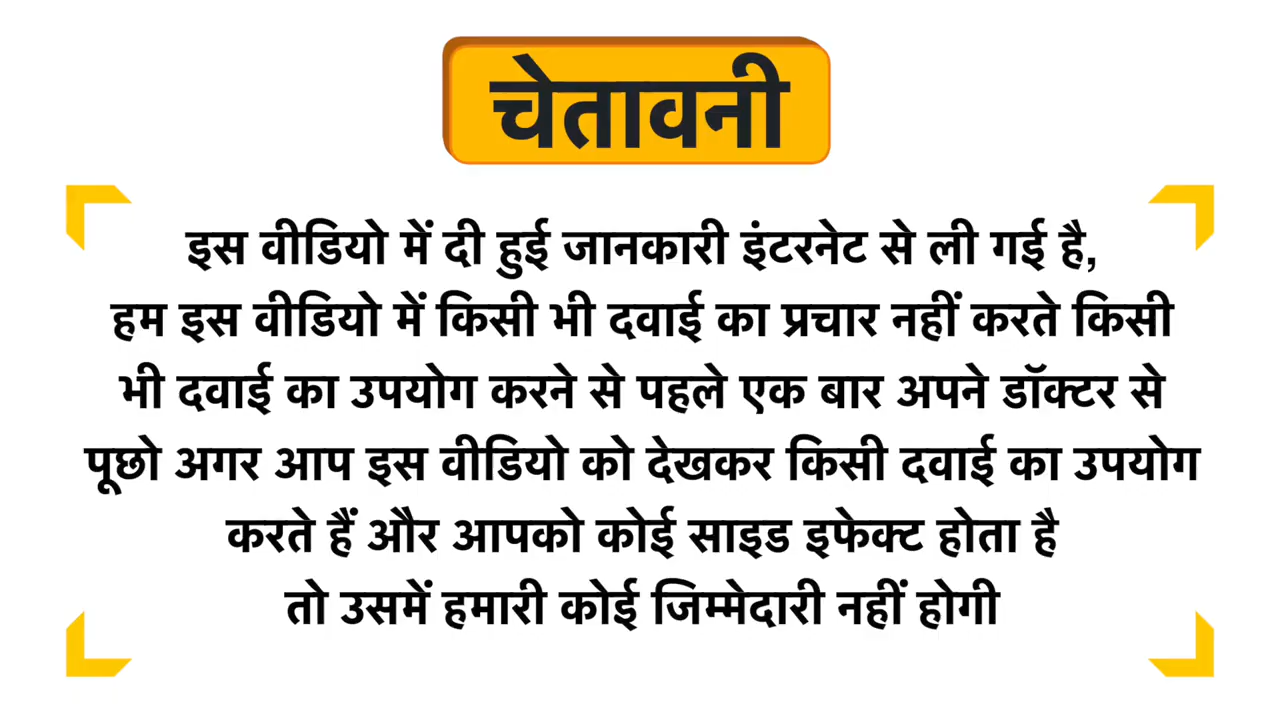 चेतावनी
इस वीडियो में दी हुई जानकारी इंटरनेट से ली गई है,
हम इस वीडियो में किसी भी दवाई का प्रचार नहीं करते किसी
भी दवाई का उपयोग करने से पहले एक बार अपने डॉक्टर से
पूछो अगर आप इस वीडियो को देखकर किसी दवाई का उपयोग
करते हैं और आपको कोई साइड इफेक्ट होता है
तो उसमें हमारी कोई जिम्मेदारी नहीं होगी